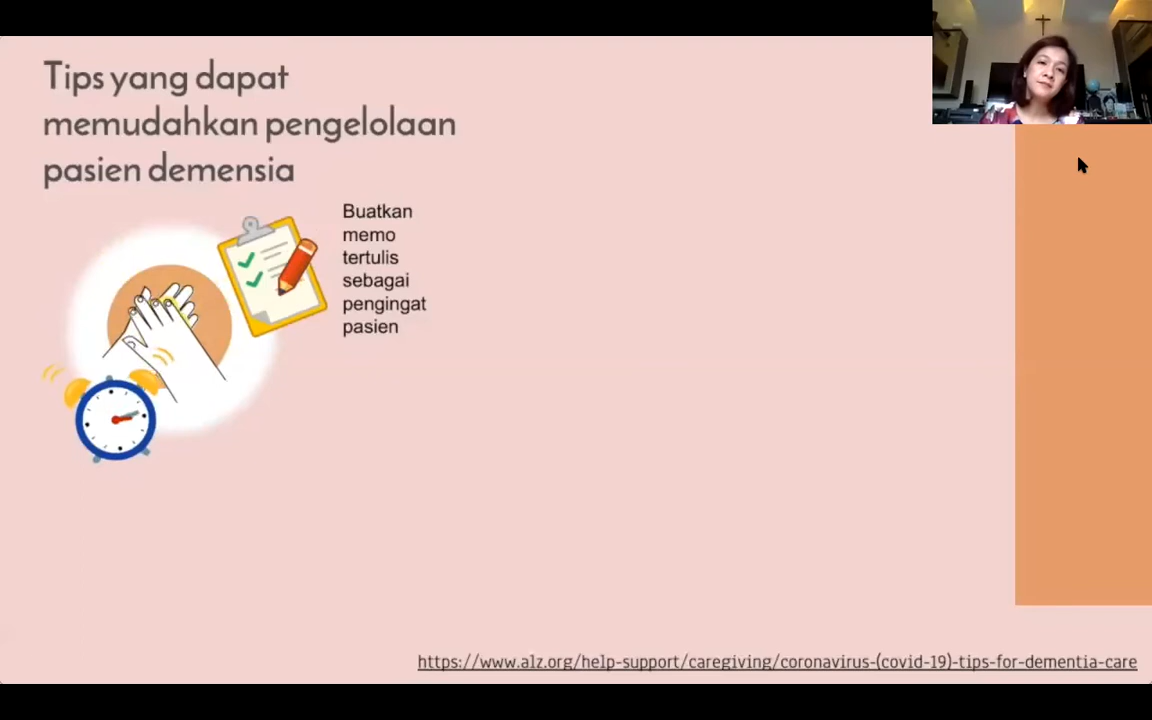 Tips yang dapat
memudahkan pengelolaan
pasien demensia
Buatkan
memo
tertulis
sebagai
pengingat
pasien
https://www.alz.org/help-support/caregiving/coronavirus-(covid-19)-tips-for-dementia-care